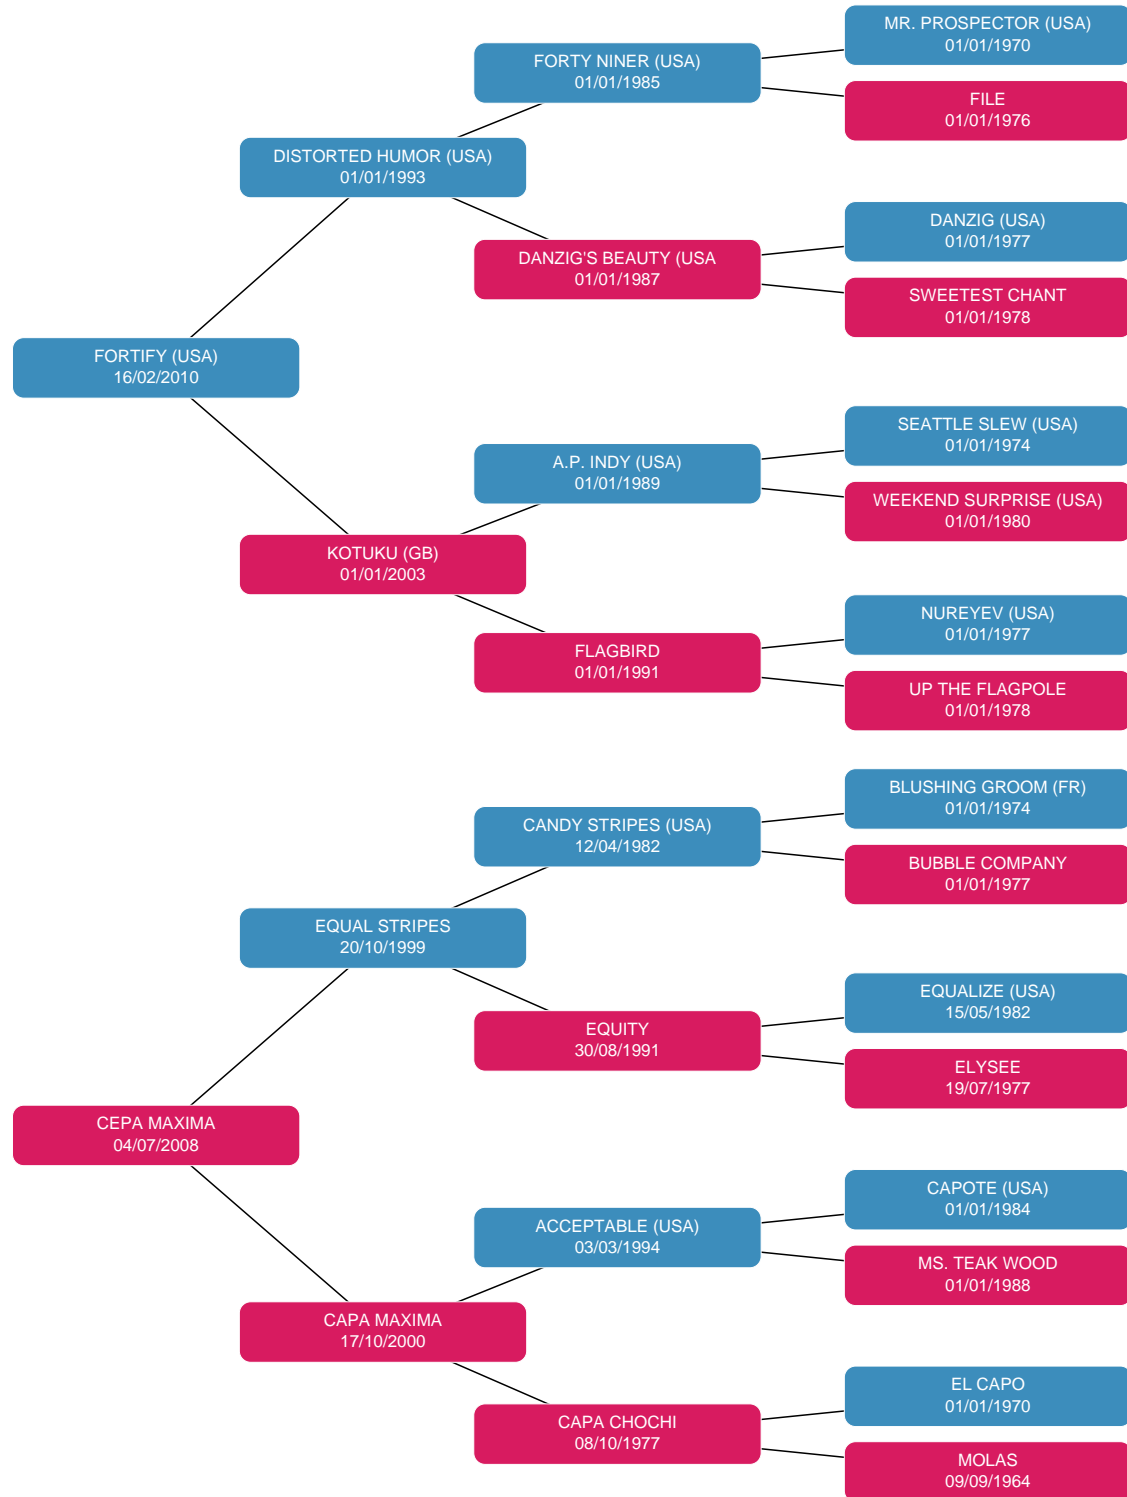 MR. PROSPECTOR (USA)
01/01/1970
FORTY NINER (USA)
01/01/1985
FILE
01/01/1976
DISTORTED HUMOR (USA)
01/01/1993
DANZIG (USA)
01/01/1977
DANZIG'S BEAUTY (USA
01/01/1987
SWEETEST CHANT
01/01/1978
FORTIFY (USA)
16/02/2010
SEATTLE SLEW (USA)
01/01/1974
A.P. INDY (USA)
01/01/1989
WEEKEND SURPRISE (USA)
01/01/1980
KOTUKU (GB)
01/01/2003
NUREYEV (USA)
01/01/1977
FLAGBIRD
01/01/1991
UP THE FLAGPOLE
01/01/1978
BLUSHING GROOM (FR)
01/01/1974
CANDY STRIPES (USA)
12/04/1982
BUBBLE COMPANY
01/01/1977
EQUAL STRIPES
20/10/1999
EQUALIZE (USA)
15/05/1982
EQUITY
30/08/1991
ELYSEE
19/07/1977
CEPA MAXIMA
04/07/2008
CAPOTE (USA)
01/01/1984
ACCEPTABLE (USA)
03/03/1994
MS. TEAK WOOD
01/01/1988
CAPA MAXIMA
17/10/2000
EL CAPO
01/01/1970
CAPA CHOCHI
08/10/1977
MOLAS
09/09/1964